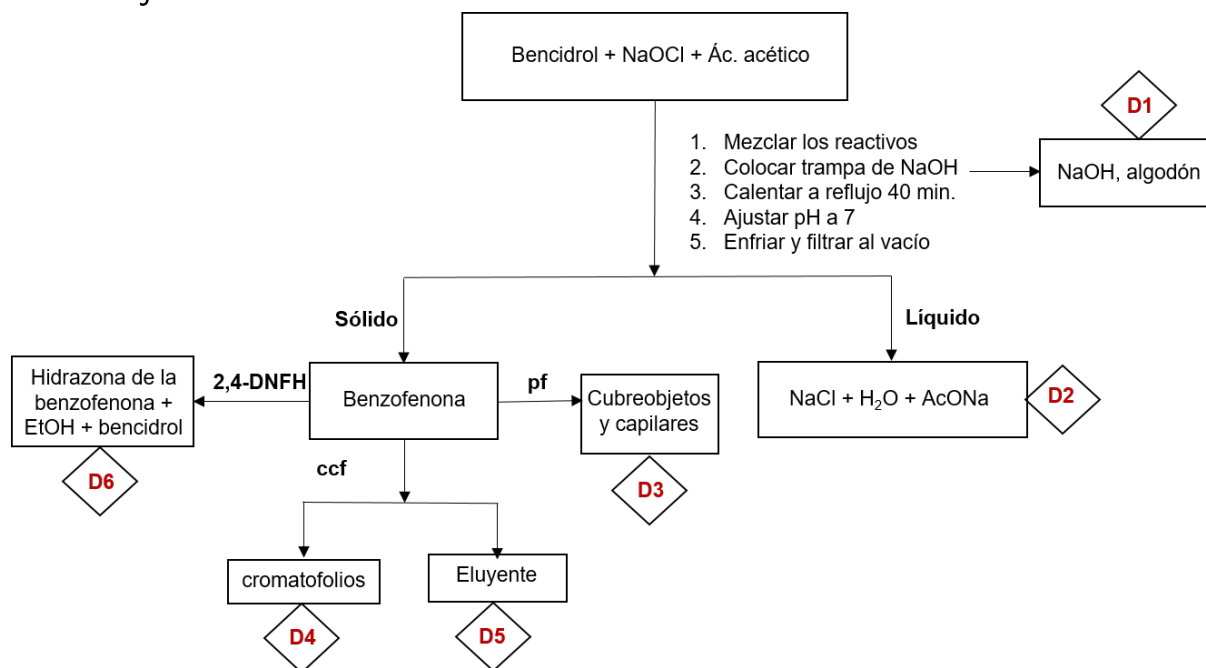 Bencidrol + NaOCl + Ác. acético
D1
1. Mezclar los reactivos
2. Colocar trampa de NaOH
3. Calentar a reflujo 40 min.
4. Ajustar pH a 7
5. Enfriar y filtrar al vacío
NaOH, algodón
Sólido
Líquido
Hidrazona de la
benzofenona +
EtOH + bencidrol
2,4-DNFH
Benzofenona
pf
Cubreobjetos
y capilares
NaCl + H₂O + AcONa
D2
D6
ccf
D3
cromatofolios
Eluyente
D4
D5